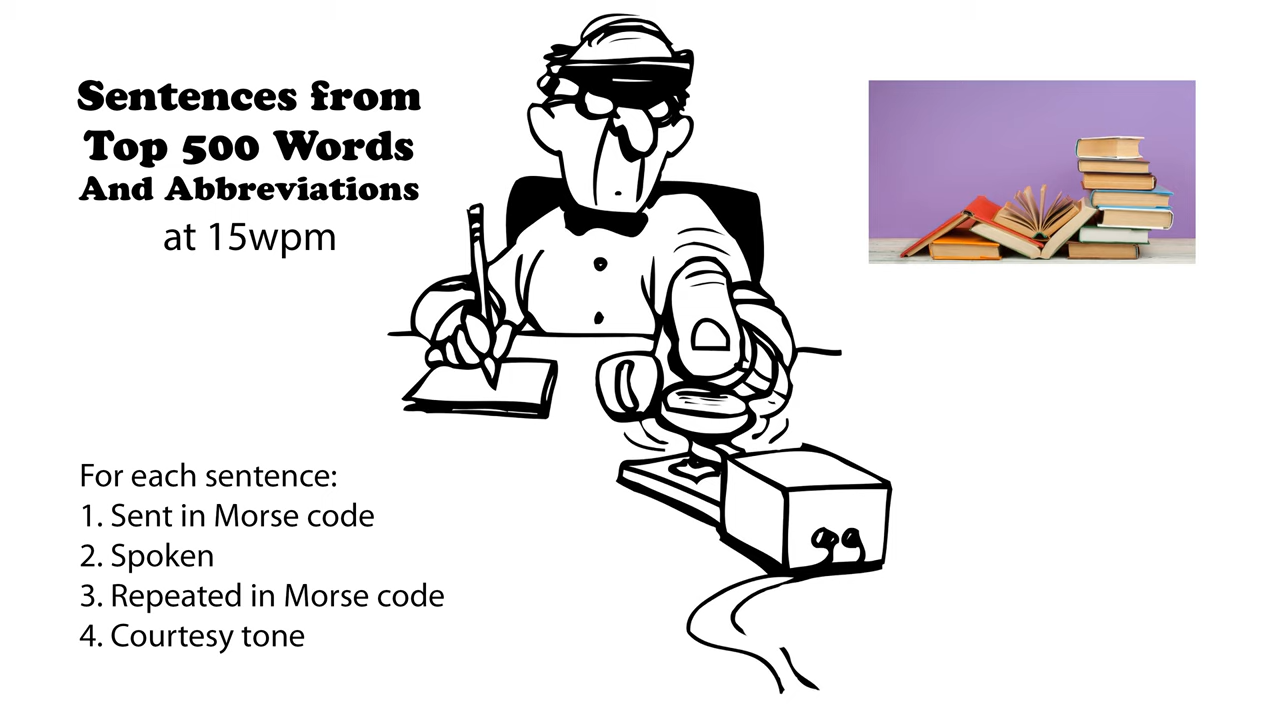 Sentences from
Top 500 Words
And Abbreviations
at 15wpm
For each sentence:
1. Sent in Morse code
2. Spoken
3. Repeated in Morse code
4. Courtesy tone